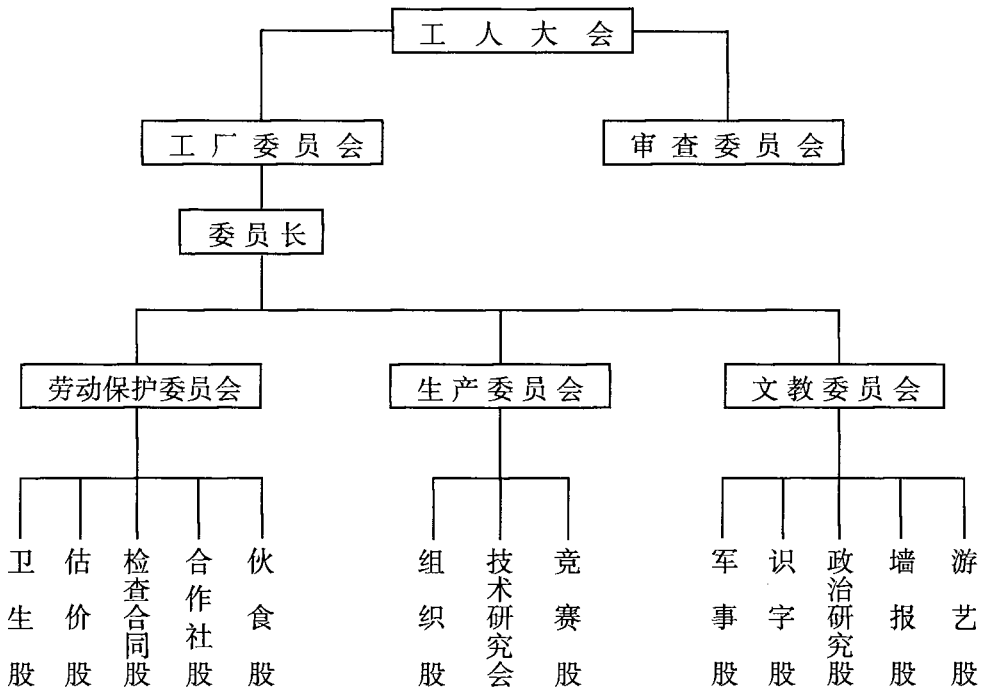 工人大会
工厂委员会
审查委员会
委员长
劳动保护委员会
生产委员会
文教委员会
卫生股
估价股
检查合同股
合作社股
伙食股
组织股
技术研究会
竞赛股
军事股
识字股
政治研究股
墙报股
游艺股